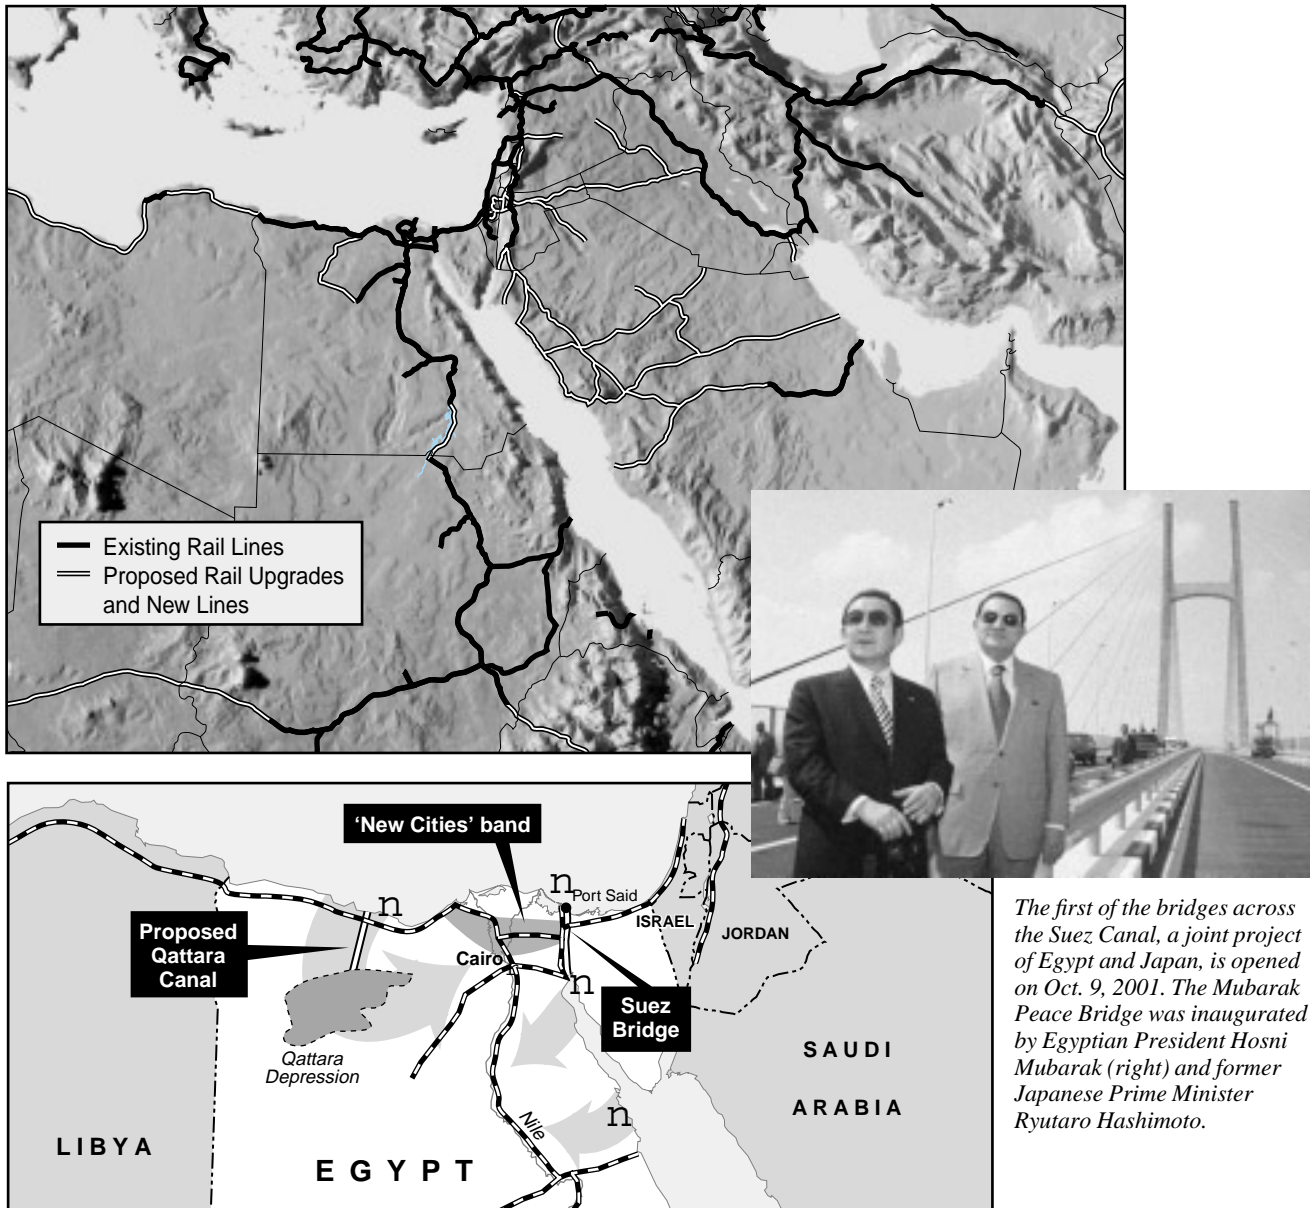 Existing Rail Lines
Proposed Rail Upgrades
and New Lines
‘New Cities’ band
n
Port Said
n
ISRAEL
JORDAN
Proposed
Qattara
Canal
Cairo
n
Suez
Bridge
Qattara
Depression
SAUDI
ARABIA
n
Nile
LIBYA
EGYPT
The first of the bridges across
the Suez Canal, a joint project
of Egypt and Japan, is opened
on Oct. 9, 2001. The Mubarak
Peace Bridge was inaugurated
by Egyptian President Hosni
Mubarak (right) and former
Japanese Prime Minister
Ryutaro Hashimoto.